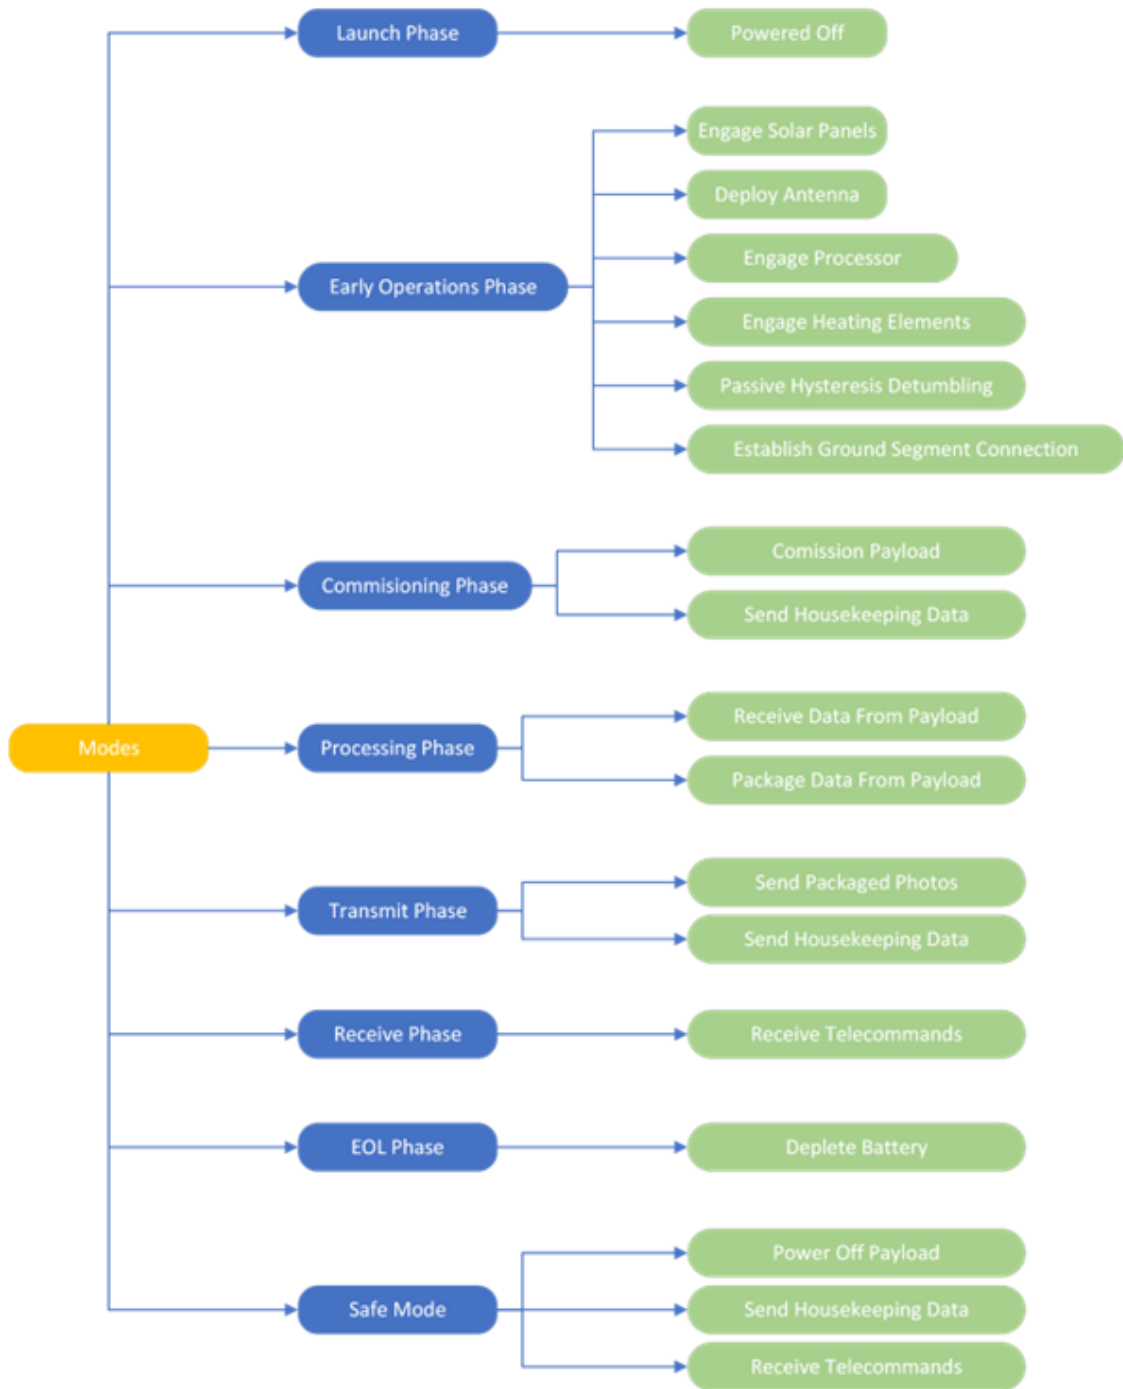 Launch Phase
Powered Off
Early Operations Phase
Engage Solar Panels
Deploy Antenna
Engage Processor
Engage Heating Elements
Passive Hysteresis Detumbling
Establish Ground Segment Connection
Commisioning Phase
Comission Payload
Send Housekeeping Data
Modes
Processing Phase
Receive Data From Payload
Package Data From Payload
Transmit Phase
Send Packaged Photos
Send Housekeeping Data
Receive Phase
Receive Telecommands
EOL Phase
Deplete Battery
Safe Mode
Power Off Payload
Send Housekeeping Data
Receive Telecommands